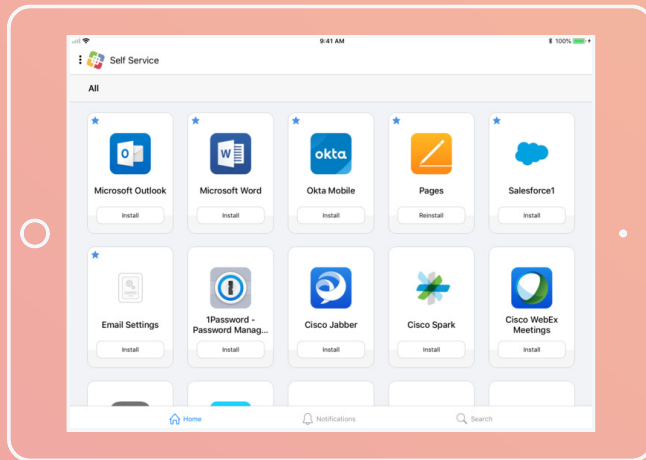 9:41 AM
100%
Self Service
All
Microsoft Outlook
Microsoft Word
okta
Okta Mobile
Pages
Salesforce1
Install
Install
Install
Reinstall
Install
Email Settings
1Password -
Password Manag...
Cisco Jabber
Cisco Spark
Cisco WebEx
Meetings
Install
Install
Install
Install
Install
Home
Notifications
Search